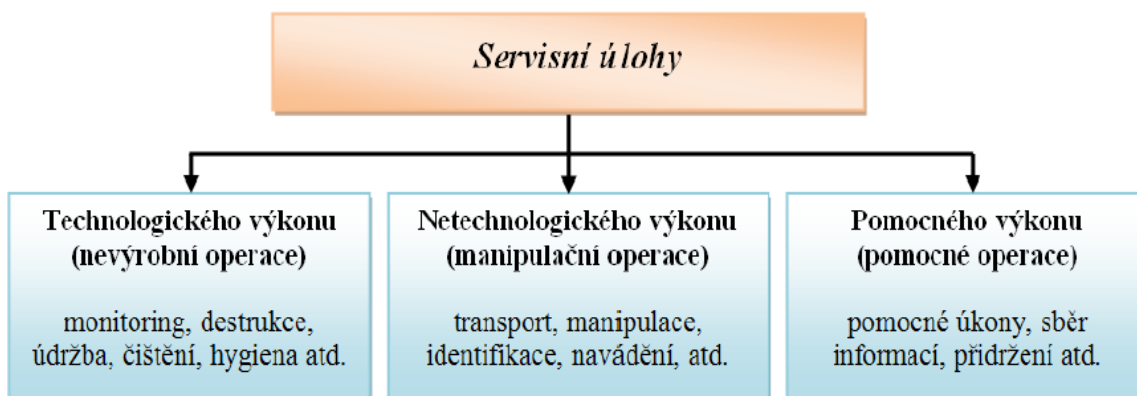 Servisní úlohy
Technologického výkonu
(nevýrobní operace)
monitoring, destrukce,
údržba, čištění, hygiena atd.
Netechnologického výkonu
(manipulační operace)
transport, manipulace,
identifikace, navádění, atd.
Pomocného výkonu
(pomocné operace)
pomocné úkony, sběr
informací, přidržení atd.